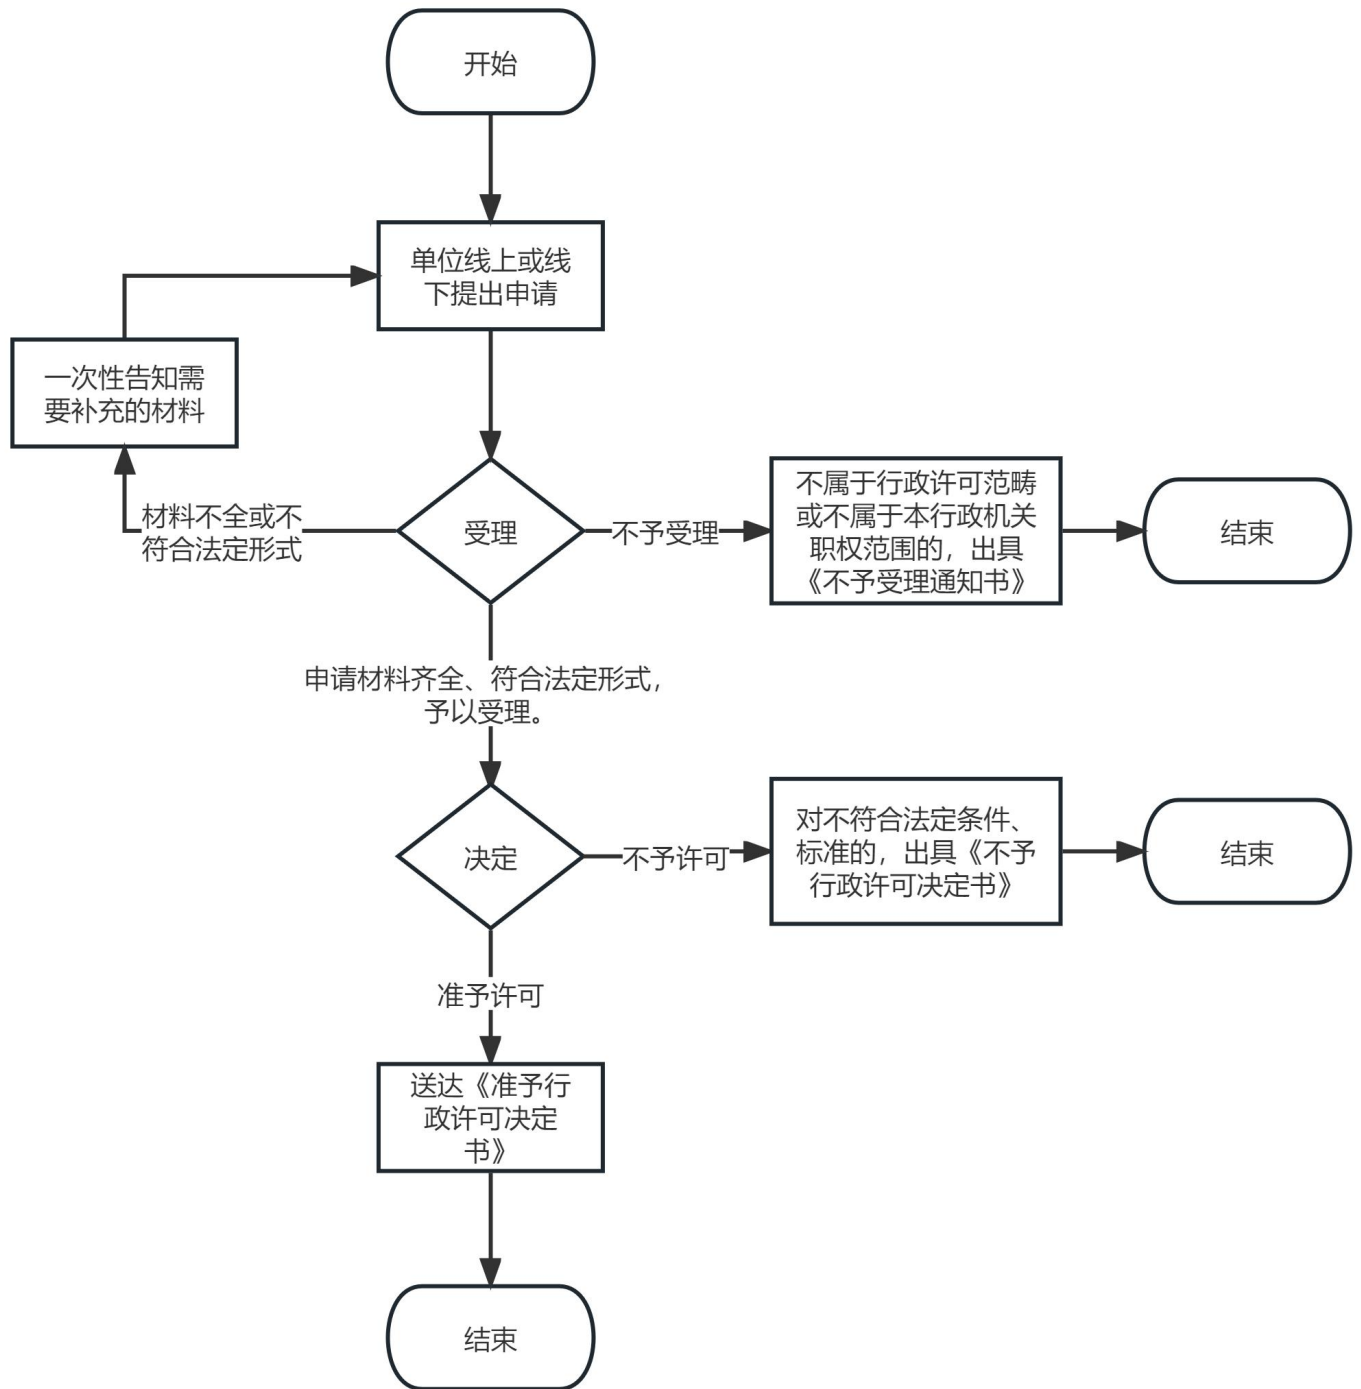 开始
单位线上或线
下提出申请
一次性告知需
要补充的材料
材料不全或不
符合法定形式
受理
不予受理
不属于行政许可范畴
或不属于本行政机关
职权范围的，出具
《不予受理通知书》
结束
申请材料齐全、符合法定形式，
予以受理。
决定
不予许可
对不符合法定条件、
标准的，出具《不予
行政许可决定书》
结束
准予许可
送达《准予行
政许可决定
书》
结束